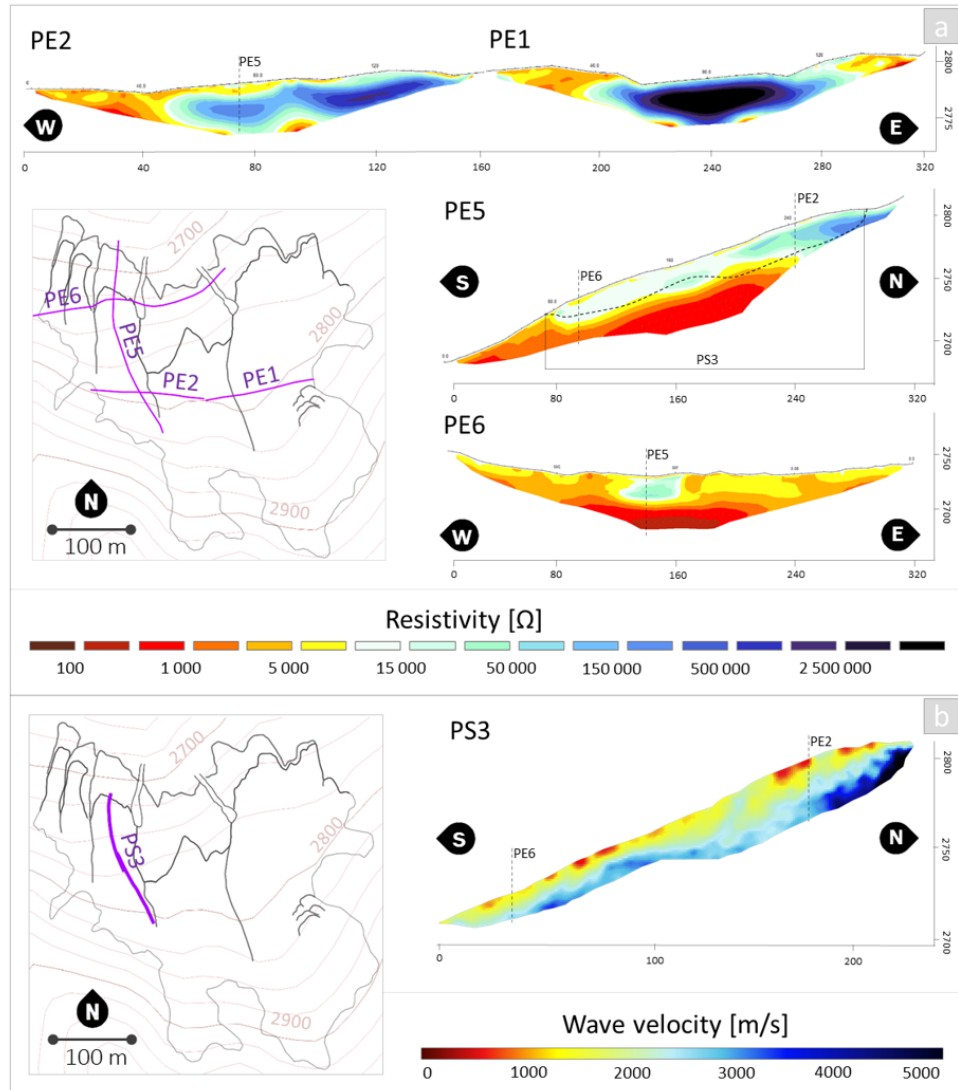 a
PE2
PE1
PE5
W
E
2800
2775
0 40 80 120 160 200 240 280 320
PE5
PE2
PE6
S
N
2800
2750
2700
PS3
0 80 160 240 320
2700
2800
2900
PE6
PE5
PE2
PE1
N
100 m
PE6
PE5
W
E
2750
2700
0 80 160 240 320
Resistivity [Ω]
100 1 000 5 000 15 000 50 000 150 000 500 000 2 500 000
b
PS3
PE2
PE6
S
N
2800
2750
2700
0 100 200
2700
2800
2900
PS3
N
100 m
Wave velocity [m/s]
0 1000 2000 3000 4000 5000